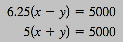 6.25(x − y) = 5000
5(x + y) = 5000